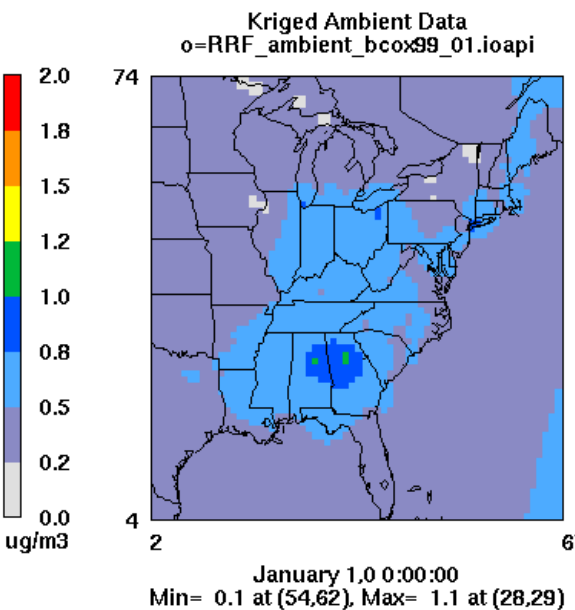 Kriged Ambient Data
o=RRF_ambient_bcox99_01.ioapi
2.0
1.8
1.5
1.2
1.0
0.8
0.5
0.2
0.0
ug/m3
74
4
2
6
January 1,0 0:00:00
Min= 0.1 at (54,62), Max= 1.1 at (28,29)